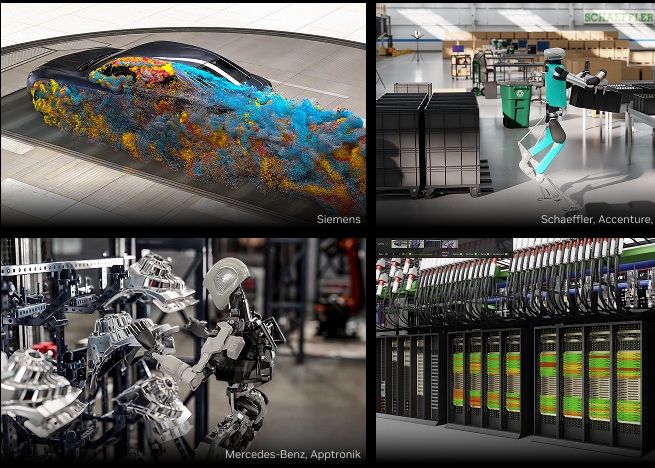 SCHAEFFLER
Siemens
Schaeffler, Accenture,
Mercedes-Benz, Apptronik